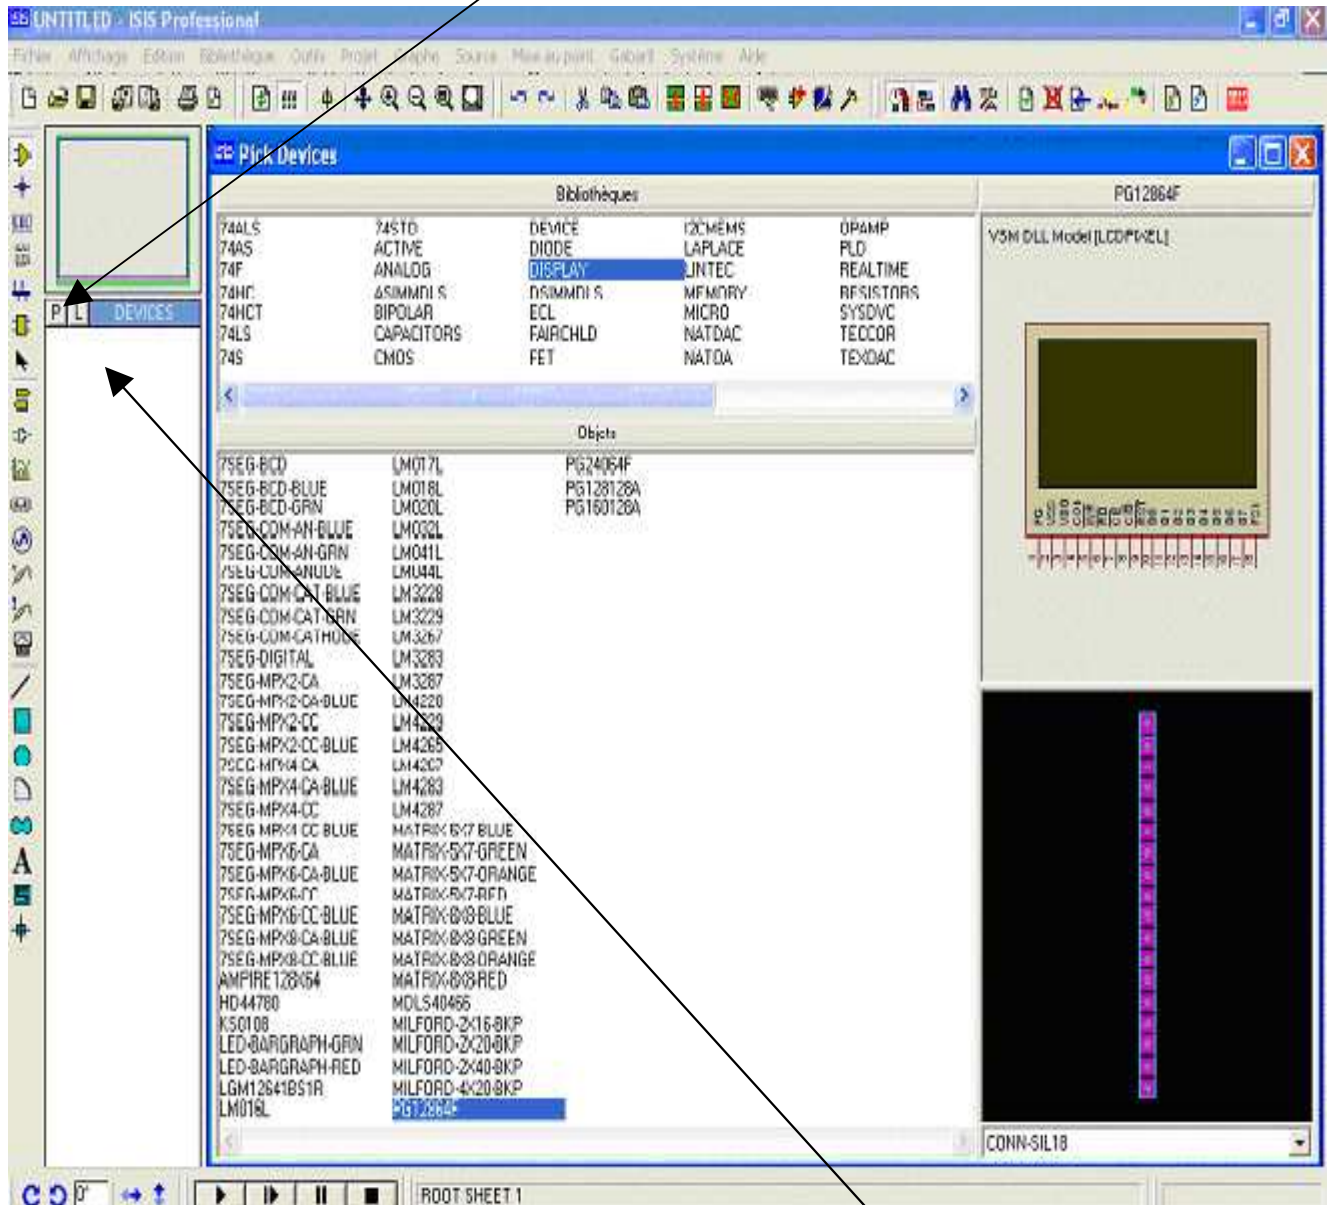 UNTITLED - ISIS Professional
Fichier Affichage Edition Bibliothèque Outils Projet Graphe Source Mise au point Gabarit Système Aide
Pick Devices
Bibliothèques
PG12864F
74ALS 74STD DEVICE I2CMEMS OPAMP
74AS ACTIVE DIODE LAPLACE PLD
74F ANALOG DISPLAY LINTEC REALTIME
74HC ASIMMDLS DSIMMDLS MEMORY RESISTORS
74HCT BIPOLAR ECL MICRO SYSDVC
74LS CAPACITORS FAIRCHLD NATDAC TECCOR
74S CMOS FET NATOA TEXDAC
VSM DLL Model [LCDPIXEL]
P L DEVICES
Objets
7SEG-BCD LM017L PG24064F
7SEG-BCD-BLUE LM018L PG128128A
7SEG-BCD-GRN LM020L PG160128A
7SEG-COM-AN-BLUE LM032L
7SEG-COM-AN-GRN LM041L
7SEG-COM-ANODE LM044L
7SEG-COM-CAT-BLUE LM3228
7SEG-COM-CAT-GRN LM3229
7SEG-COM-CATHODE LM3267
7SEG-DIGITAL LM3283
7SEG-MPX2-CA LM3287
7SEG-MPX2-CA-BLUE LM4228
7SEG-MPX2-CC LM4229
7SEG-MPX2-CC-BLUE LM4265
7SEG-MPX4-CA LM4267
7SEG-MPX4-CA-BLUE LM4283
7SEG-MPX4-CC LM4287
7SEG-MPX4-CC-BLUE MATRIX-5X7-BLUE
7SEG-MPX6-CA MATRIX-5X7-GREEN
7SEG-MPX6-CA-BLUE MATRIX-5X7-ORANGE
7SEG-MPX6-CC MATRIX-5X7-RED
7SEG-MPX6-CC-BLUE MATRIX-8X8-BLUE
7SEG-MPX8-CA-BLUE MATRIX-8X8-GREEN
7SEG-MPX8-CC-BLUE MATRIX-8X8-ORANGE
AMPIRE128X64 MATRIX-8X8-RED
HD44780 MDLS40466
KS0108 MILFORD-2X16-BKP
LED-BARGRAPH-GRN MILFORD-2X20-BKP
LED-BARGRAPH-RED MILFORD-2X40-BKP
LGM12641BS1R MILFORD-4X20-BKP
LM016L PG12864F
CONN-SIL18
0° ROOT SHEET 1